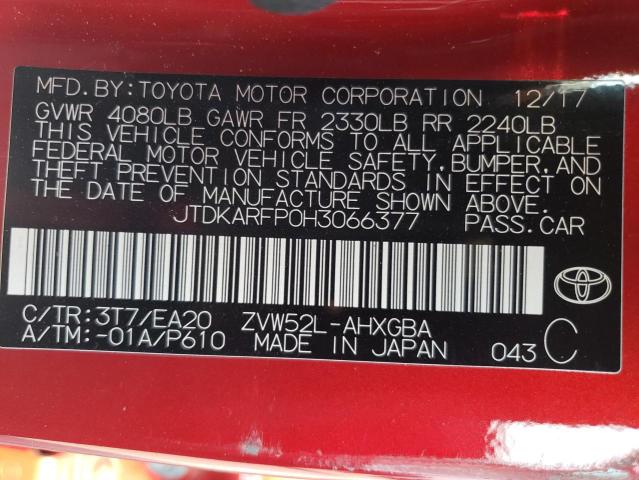 MFD.BY:TOYOTA MOTOR CORPORATION 12/17
GVWR 4080LB GAWR FR 2330LB RR 2240LB
THIS VEHICLE CONFORMS TO ALL APPLICABLE
FEDERAL MOTOR VEHICLE SAFETY,BUMPER,AND
THEFT PREVENTION STANDARDS IN EFFECT ON
THE DATE OF MANUFACTURE SHOWN ABOVE.
JTDKARFP0H3066377 PASS.CAR
C/TR:3T7/EA20 ZVW52L-AHXGBA
A/TM:-01A/P610 MADE IN JAPAN 043 C